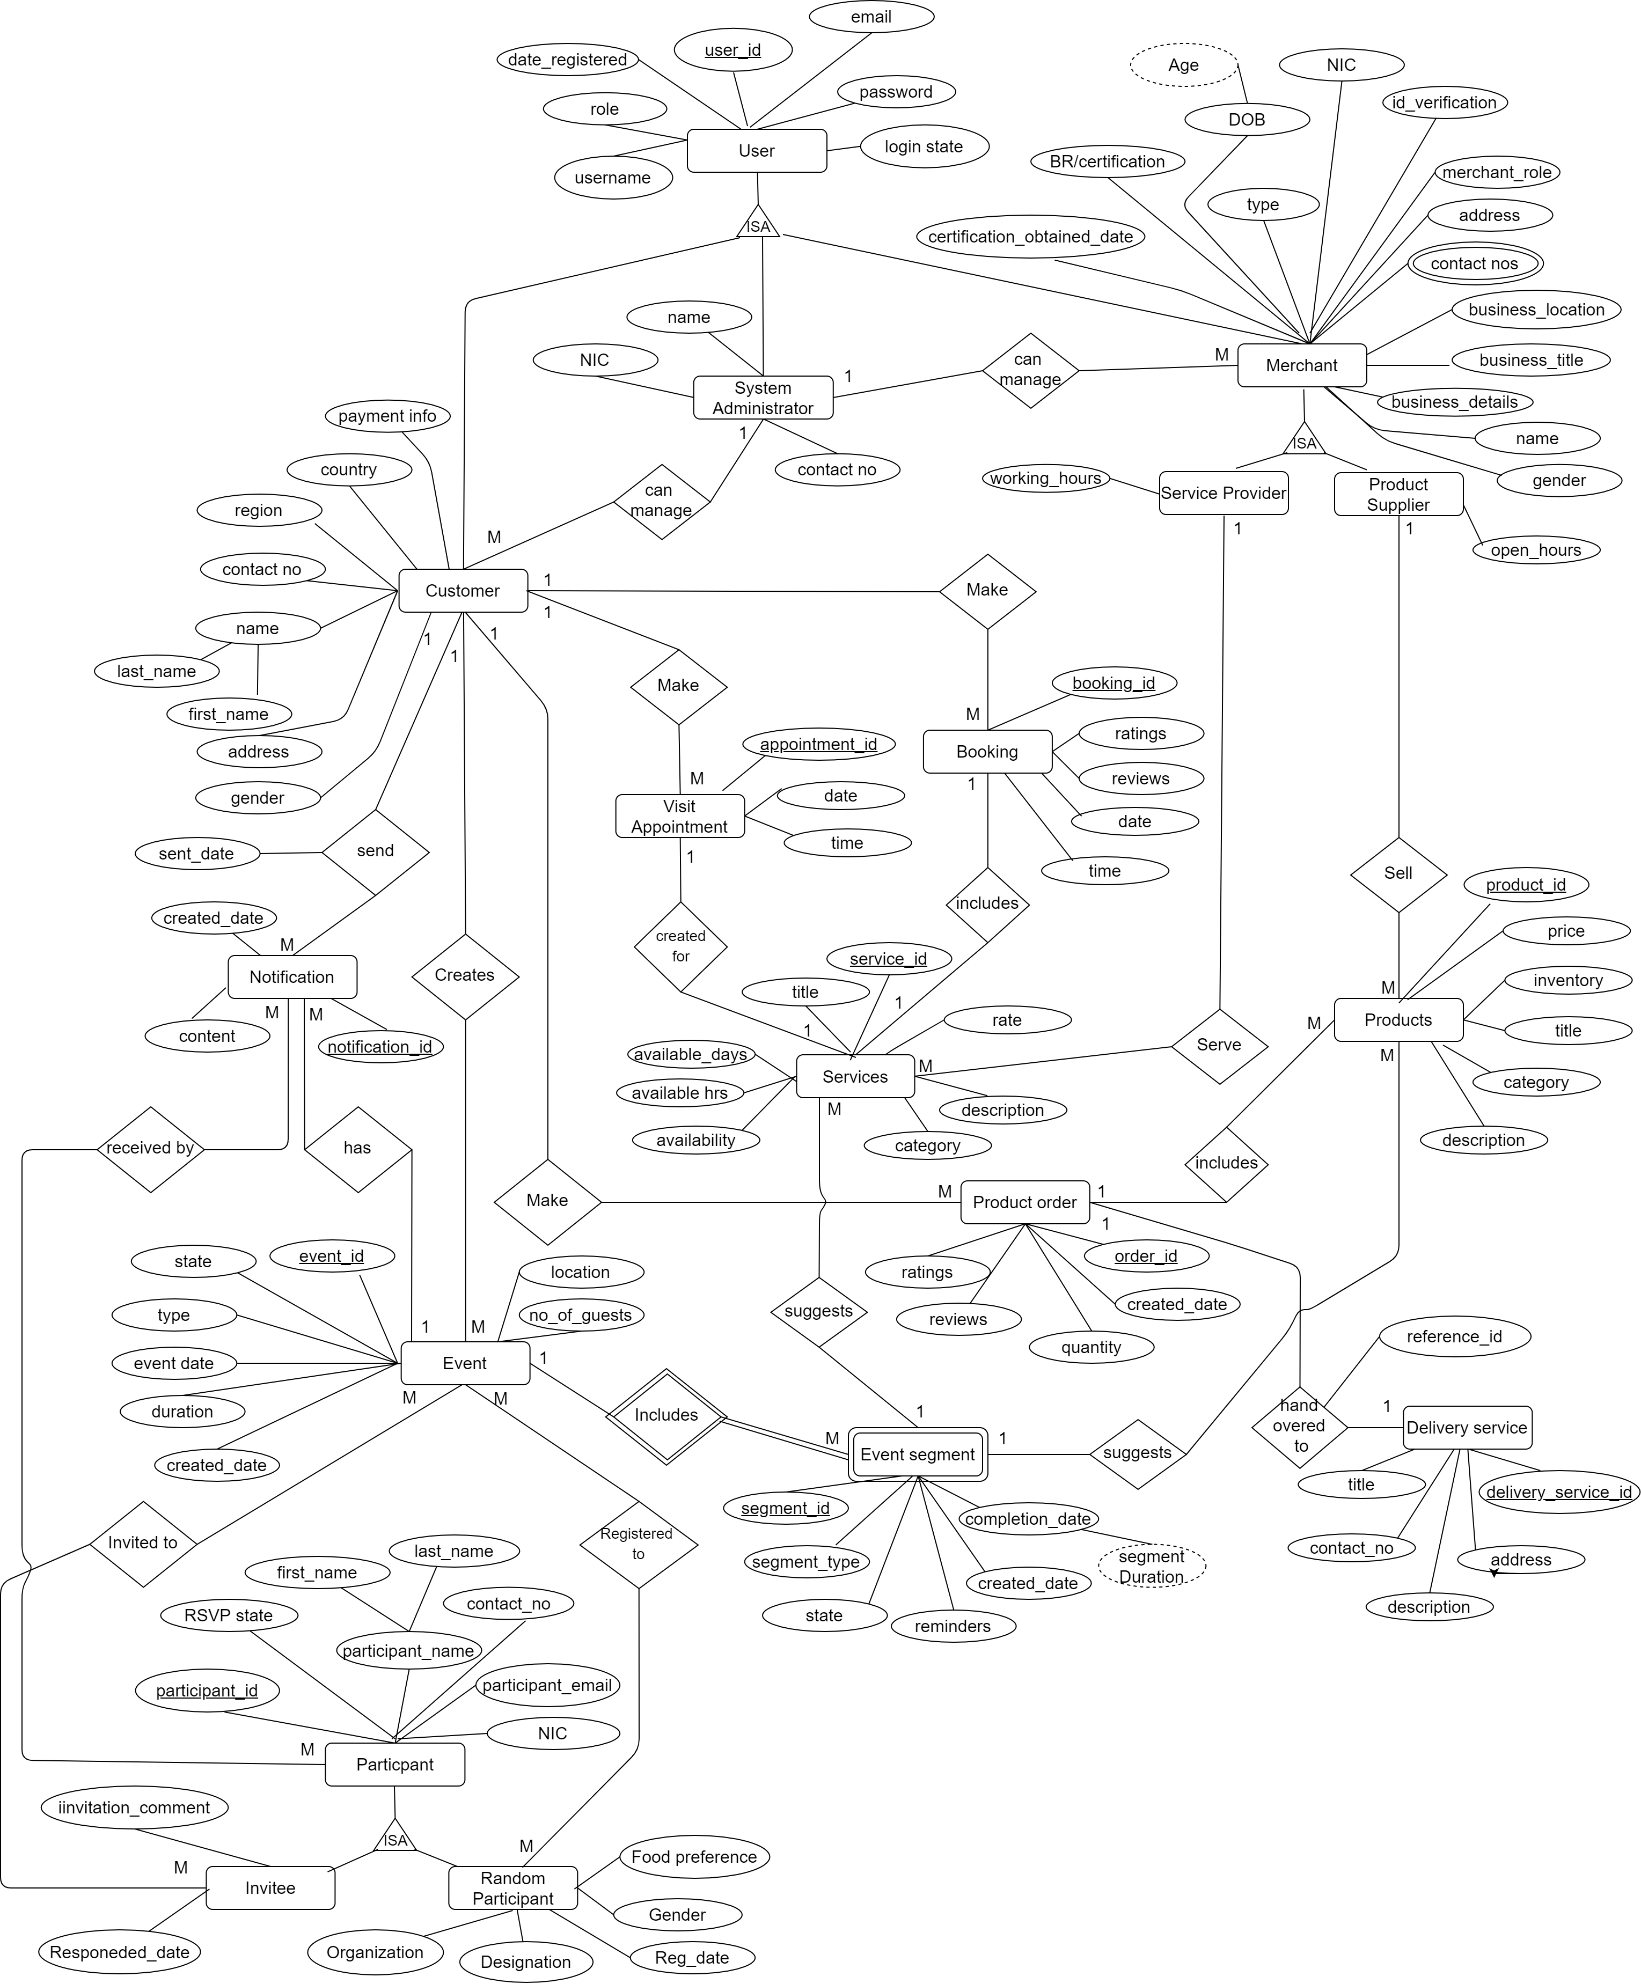 email
user_id
date_registered
Age
NIC
password
id_verification
role
DOB
login state
User
BR/certification
merchant_role
username
type
address
ISA
certification_obtained_date
contact nos
business_location
name
can
manage
M
Merchant
business_title
NIC
1
System
Administrator
business_details
payment info
1
name
ISA
contact no
country
working_hours
Service Provider
Product
Supplier
gender
can
manage
region
M
1
1
open_hours
contact no
Customer
1
Make
1
name
1
1
1
last_name
Make
booking_id
first_name
M
ratings
address
appointment_id
Booking
M
reviews
1
gender
Visit
Appointment
date
date
time
send
sent_date
1
time
Sell
product_id
includes
created_date
price
created
for
M
service_id
Notification
Creates
inventory
title
M
1
M
M
rate
M
Products
title
content
notification_id
1
Serve
available_days
M
M
Services
category
available hrs
M
description
availability
category
description
received by
has
includes
Make
M
Product order
1
1
state
event_id
order_id
location
ratings
type
no_of_guests
suggests
created_date
reviews
1
M
quantity
reference_id
event date
Event
1
M
M
duration
Includes
1
hand
overed
to
1
Delivery service
M
Event segment
1
suggests
created_date
title
delivery_service_id
segment_id
completion_date
Invited to
Registered
to
contact_no
last_name
segment_type
segment
Duration
address
first_name
created_date
contact_no
description
RSVP state
state
reminders
participant_name
participant_id
participant_email
NIC
M
Particpant
iinvitation_comment
ISA
M
M
Food preference
Invitee
Random
Participant
Gender
Responeded_date
Organization
Designation
Reg_date